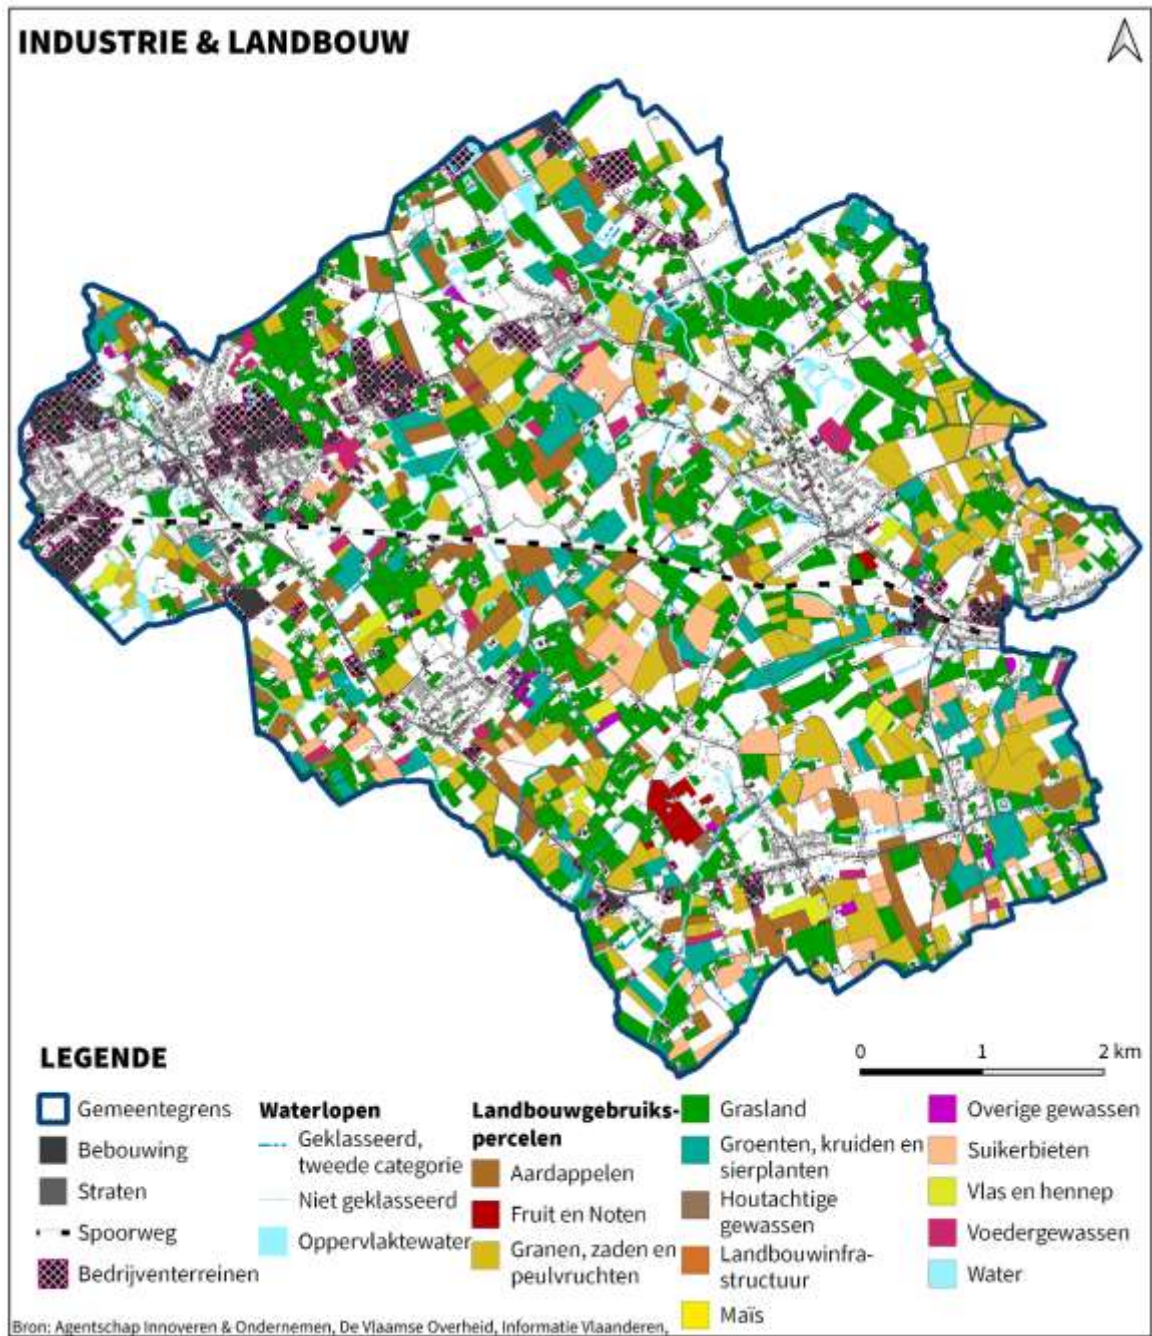 INDUSTRIE & LANDBOUW
0 1 2 km
LEGENDE
Gemeentegrens
Bebouwing
Straten
Spoorweg
Bedrijventerreinen
Waterlopen
Geklasseerd,
tweede categorie
Niet geklasseerd
Oppervlaktewater
Landbouwgebruiks-
percelen
Aardappelen
Fruit en Noten
Granen, zaden en
peulvruchten
Grasland
Groenten, kruiden en
sierplanten
Houtachtige
gewassen
Landbouwinfra-
structuur
Maïs
Overige gewassen
Suikerbieten
Vlas en hennep
Voedergewassen
Water
Bron: Agentschap Innoveren & Ondernemen, De Vlaamse Overheid, Informatie Vlaanderen,